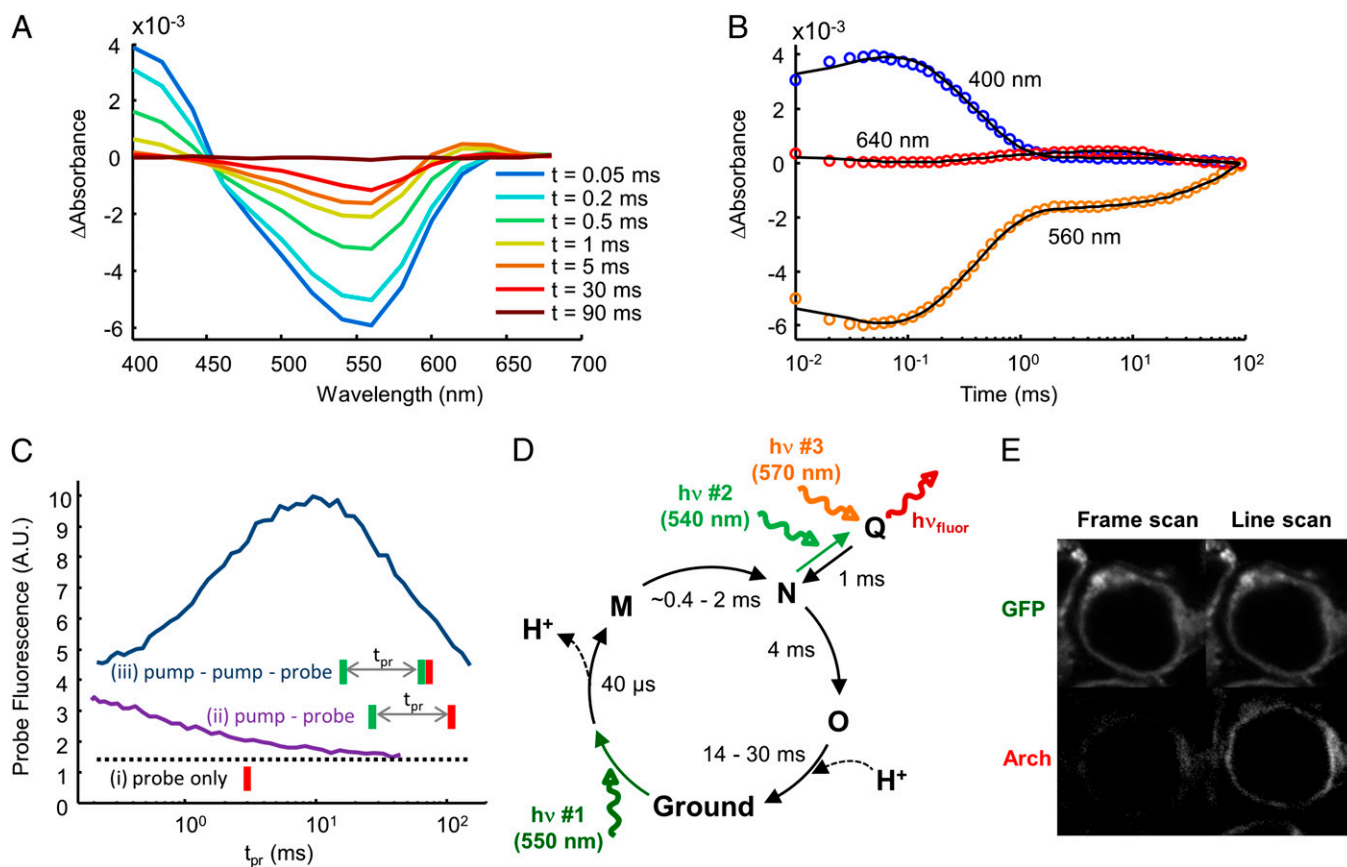 A
x10-3
4
2
0
-2
-4
-6
ΔAbsorbance
400 450 500 550 600 650 700
Wavelength (nm)
t = 0.05 ms
t = 0.2 ms
t = 0.5 ms
t = 1 ms
t = 5 ms
t = 30 ms
t = 90 ms
B
x10-3
4
2
0
-2
-4
-6
ΔAbsorbance
400 nm
640 nm
560 nm
10-2 10-1 100 101 102
Time (ms)
C
10
9
8
7
6
5
4
3
2
1
0
Probe Fluorescence (A.U.)
tpr
(iii) pump - pump - probe
tpr
(ii) pump - probe
(i) probe only
100 101 102
tpr (ms)
D
hν #3
(570 nm)
hν #2
(540 nm)
Q
hνfluor
1 ms
M
~0.4 - 2 ms
N
H+
4 ms
40 μs
O
14 - 30 ms
H+
Ground
hν #1
(550 nm)
E
Frame scan Line scan
GFP
Arch